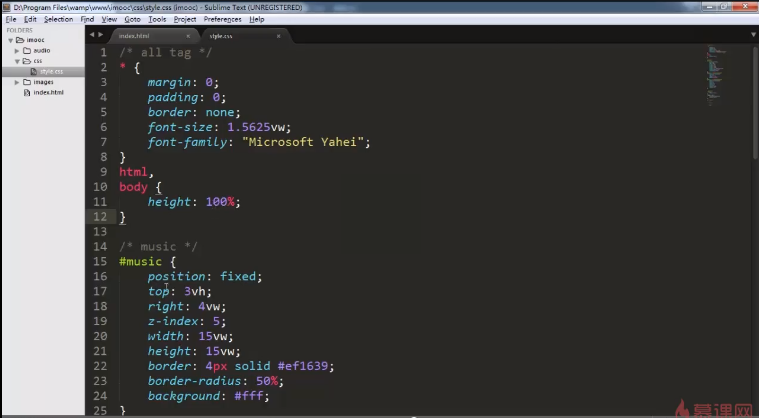 D:\Program Files\wamp\www\imooc\css\style.css (imooc) - Sublime Text (UNREGISTERED)
File Edit Selection Find View Goto Tools Project Preferences Help
FOLDERS
imooc
audio
css
style.css
images
index.html
index.html × style.css ×
1 /* all tag */
2 * {
3 margin: 0;
4 padding: 0;
5 border: none;
6 font-size: 1.5625vw;
7 font-family: "Microsoft Yahei";
8 }
9 html,
10 body {
11 height: 100%;
12 }
13
14 /* music */
15 #music {
16 position: fixed;
17 top: 3vh;
18 right: 4vw;
19 z-index: 5;
20 width: 15vw;
21 height: 15vw;
22 border: 4px solid #ef1639;
23 border-radius: 50%;
24 background: #fff;
25 }
慕课网